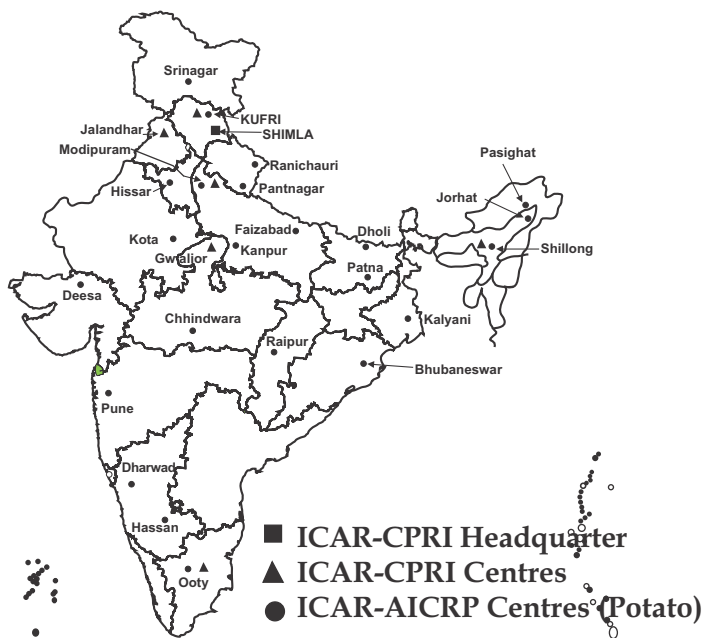 Srinagar
KUFRI
Jalandhar
SHIMLA
Modipuram
Pasighat
Ranichauri
Hissar
Pantnagar
Jorhat
Faizabad
Dholi
Kota
Kanpur
Shillong
Gwalior
Patna
Deesa
Chhindwara
Kalyani
Raipur
Bhubaneswar
Pune
Dharwad
Hassan
ICAR-CPRI Headquarter
ICAR-CPRI Centres
Ooty
ICAR-AICRP Centres (Potato)